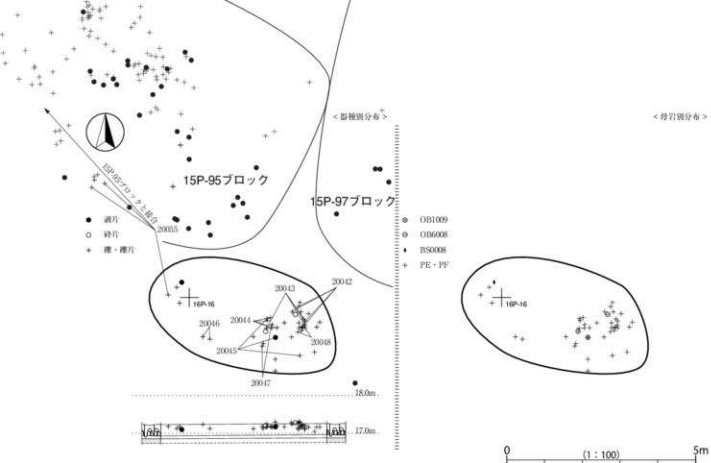 <器種別分布>
<母岩別分布>
15P-95ブロックと接合
15P-95ブロック
15P-97ブロック
● 剥片
○ 砕片
+ 礫・礫片
20055
OB1009
OB6008
BS0008
+ PE・PF
20042
20043
16P-16
16P-16
20044
20046
20045
20048
20047
18.0m
17.0m
0
(1：100)
5m